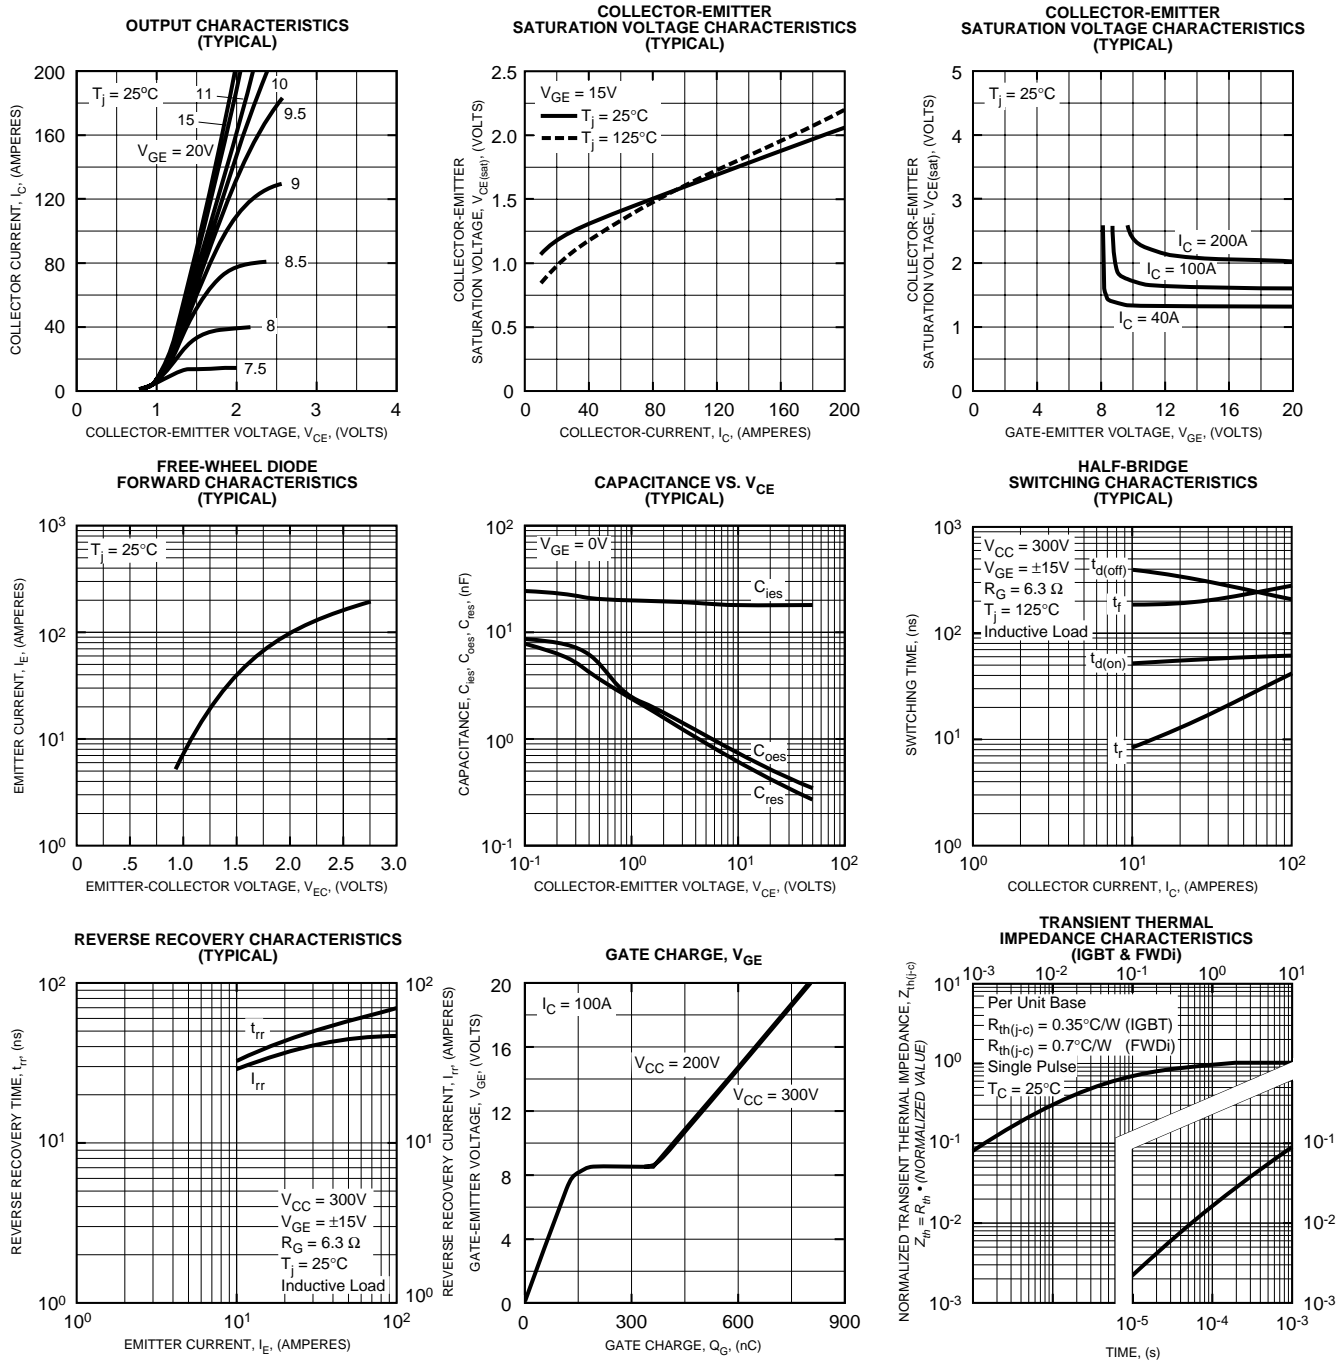 OUTPUT CHARACTERISTICS
(TYPICAL)
COLLECTOR CURRENT, IC, (AMPERES)
200
160
120
80
40
0
Tj = 25°C
11
10
15
9.5
VGE = 20V
9
8.5
8
7.5
0 1 2 3 4
COLLECTOR-EMITTER VOLTAGE, VCE, (VOLTS)
COLLECTOR-EMITTER
SATURATION VOLTAGE CHARACTERISTICS
(TYPICAL)
COLLECTOR-EMITTER
SATURATION VOLTAGE, VCE(sat), (VOLTS)
2.5
2.0
1.5
1.0
0.5
0.0
VGE = 15V
Tj = 25°C
Tj = 125°C
0 40 80 120 160 200
COLLECTOR-CURRENT, IC, (AMPERES)
COLLECTOR-EMITTER
SATURATION VOLTAGE CHARACTERISTICS
(TYPICAL)
COLLECTOR-EMITTER
SATURATION VOLTAGE, VCE(sat), (VOLTS)
5
4
3
2
1
0
Tj = 25°C
IC = 200A
IC = 100A
IC = 40A
0 4 8 12 16 20
GATE-EMITTER VOLTAGE, VGE, (VOLTS)
FREE-WHEEL DIODE
FORWARD CHARACTERISTICS
(TYPICAL)
EMITTER CURRENT, IE, (AMPERES)
10³
10²
10¹
10⁰
Tj = 25°C
0 .5 1.0 1.5 2.0 2.5 3.0
EMITTER-COLLECTOR VOLTAGE, VEC, (VOLTS)
CAPACITANCE VS. VCE
(TYPICAL)
CAPACITANCE, Cies, Coes, Cres, (nF)
10²
10¹
10⁰
10⁻¹
VGE = 0V
Cies
Coes
Cres
10⁻¹ 10⁰ 10¹ 10²
COLLECTOR-EMITTER VOLTAGE, VCE, (VOLTS)
HALF-BRIDGE
SWITCHING CHARACTERISTICS
(TYPICAL)
SWITCHING TIME, (ns)
10³
10²
10¹
10⁰
VCC = 300V
VGE = ±15V
RG = 6.3 Ω
Tj = 125°C
Inductive Load
td(off)
tf
td(on)
tr
10⁰ 10¹ 10²
COLLECTOR CURRENT, IC, (AMPERES)
REVERSE RECOVERY CHARACTERISTICS
(TYPICAL)
REVERSE RECOVERY TIME, trr, (ns)
10²
10¹
10⁰
trr
Irr
VCC = 300V
VGE = ±15V
RG = 6.3 Ω
Tj = 25°C
Inductive Load
10⁰ 10¹ 10²
EMITTER CURRENT, IE, (AMPERES)
10²
10¹
10⁰
REVERSE RECOVERY CURRENT, Irr, (AMPERES)
GATE CHARGE, VGE
GATE-EMITTER VOLTAGE, VGE, (VOLTS)
20
16
12
8
4
0
IC = 100A
VCC = 200V
VCC = 300V
0 300 600 900
GATE CHARGE, QG, (nC)
TRANSIENT THERMAL
IMPEDANCE CHARACTERISTICS
(IGBT & FWDi)
10⁻³ 10⁻² 10⁻¹ 10⁰ 10¹
NORMALIZED TRANSIENT THERMAL IMPEDANCE, Zth(j-c)
Zth = Rth • (NORMALIZED VALUE)
10¹
10⁰
10⁻¹
10⁻²
10⁻³
Per Unit Base
Rth(j-c) = 0.35°C/W (IGBT)
Rth(j-c) = 0.7°C/W (FWDi)
Single Pulse
TC = 25°C
10⁻¹
10⁻²
10⁻³
10⁻⁵ 10⁻⁴ 10⁻³
TIME, (s)